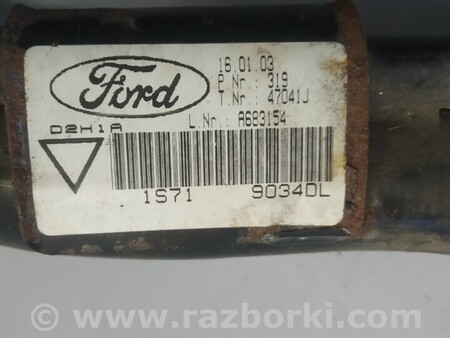 Ford
16.01.03
P.Nr.: 319
T.Nr.: 47041J
L.Nr.: A683154
D2H1A
1S71 9034DL
© www.razborki.com/